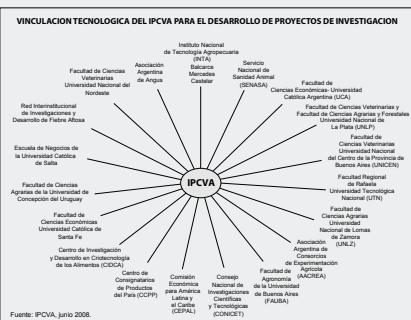 VINCULACION TECNOLOGICA DEL IPCVA PARA EL DESARROLLO DE PROYECTOS DE INVESTIGACION
Instituto Nacional
de Tecnología Agropecuaria
(INTA)
Balcarce
Mercedes
Castelar
Servicio
Nacional de
Sanidad Animal
(SENASA)
Facultad de
Ciencias Económicas- Universidad
Católica Argentina (UCA)
Facultad de Ciencias Veterinarias y
Facultad de Ciencias Agrarias y Forestales
Universidad Nacional de
La Plata (UNLP)
Facultad de
Ciencias Veterinarias
Universidad Nacional
del Centro de la Provincia de
Buenos Aires (UNICEN)
Facultad Regional
de Rafaela
Universidad Tecnológica
Nacional (UTN)
Facultad de
Ciencias Agrarias
Universidad
Nacional de Lomas
de Zamora
(UNLZ)
Asociación
Argentina de
Consorcios de
Experimentación
Agrícola
(AACREA)
Facultad de
Agronomía
de la Universidad
de Buenos Aires
(FAUBA)
Consejo
Nacional de
Investigaciones
Científicas
y Tecnológicas
(CONICET)
Comisión
Económica
para América
Latina y
el Caribe
(CEPAL)
Centro de
Consignatarios
de Productos
del País (CCPP)
Centro de Investigación
y Desarrollo en Criotecnología
de los Alimentos (CIDCA)
Facultad de
Ciencias Económicas
Universidad Católica de
Santa Fe
Facultad de Ciencias
Agrarias de la Universidad de
Concepción del Uruguay
Escuela de Negocios de
la Universidad Católica
de Salta
Red Interinstitucional
de Investigaciones y
Desarrollo de Fiebre Aftosa
Facultad de Ciencias
Veterinarias
Universidad Nacional del
Nordeste
Asociación
Argentina
de Angus
IPCVA
Fuente: IPCVA, junio 2008.